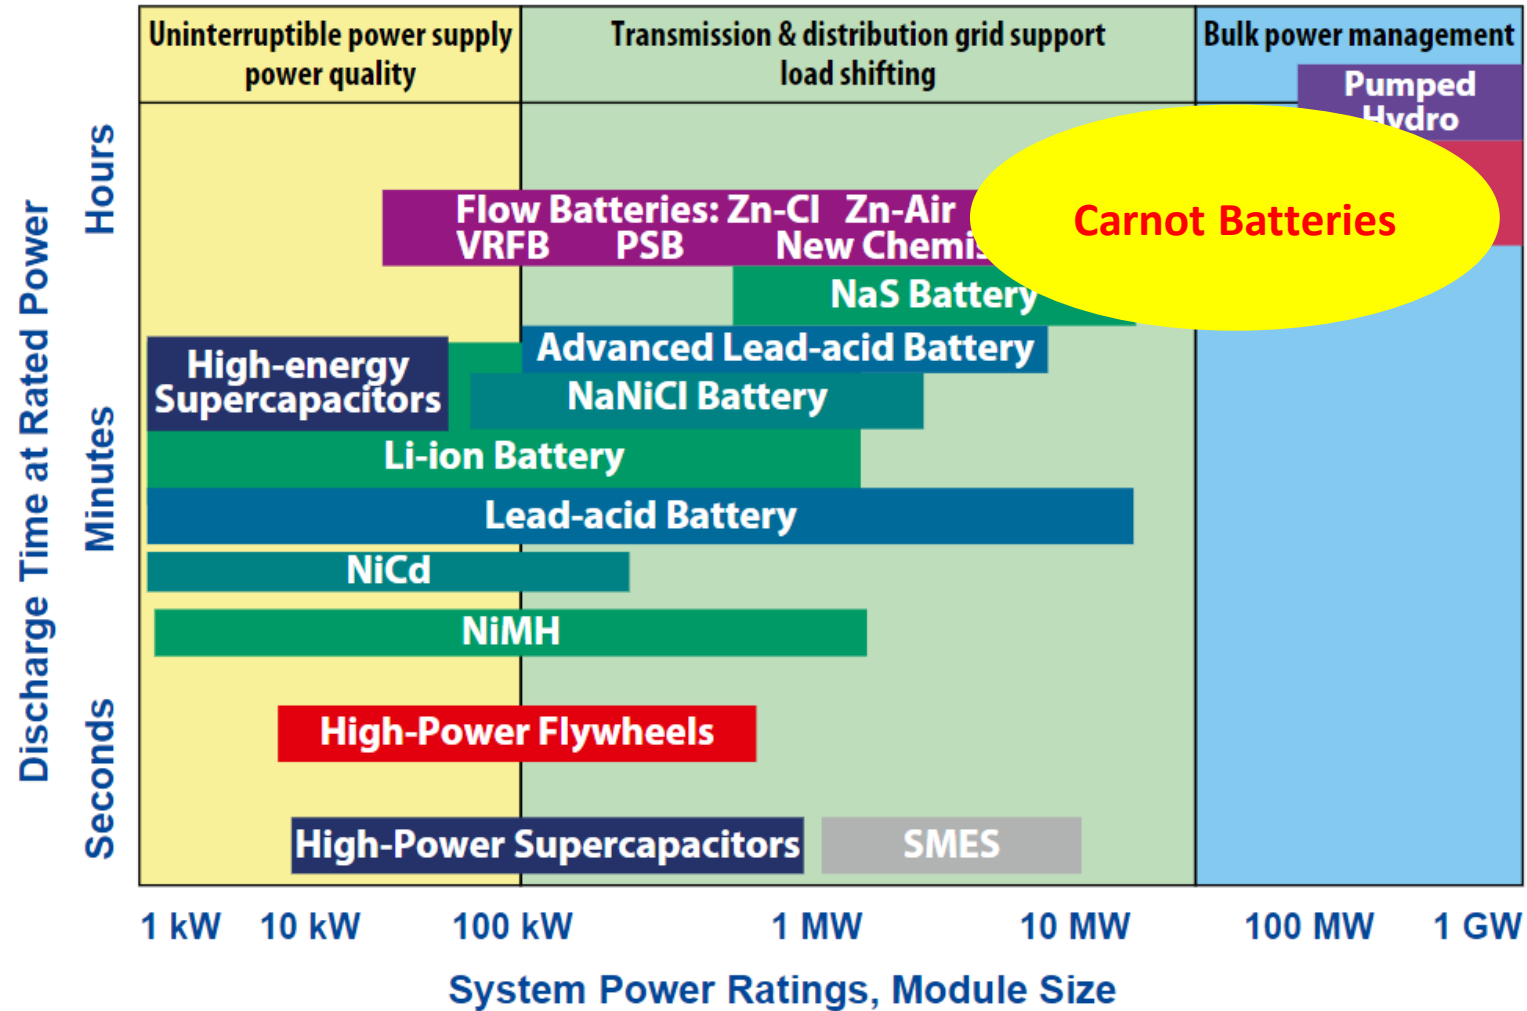 Uninterruptible power supply
power quality
Transmission & distribution grid support
load shifting
Bulk power management
Pumped
Hydro
Carnot Batteries
Flow Batteries: Zn-Cl Zn-Air
VRFB PSB New
NaS Battery
Advanced Lead-acid Battery
High-energy
Supercapacitors
NaNiCl Battery
Li-ion Battery
Lead-acid Battery
NiCd
NiMH
High-Power Flywheels
High-Power Supercapacitors
SMES
Discharge Time at Rated Power
Hours
Minutes
Seconds
1 kW 10 kW 100 kW 1 MW 10 MW 100 MW 1 GW
System Power Ratings, Module Size